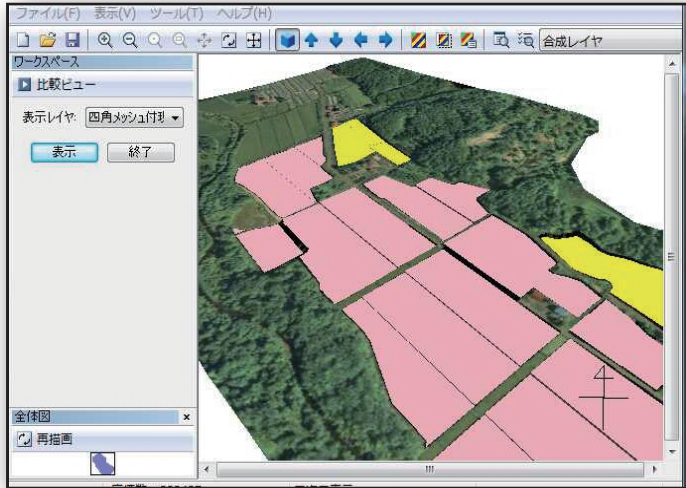 ファイル(F) 表示(V) ツール(T) ヘルプ(H)
合成レイヤ
ワークスペース
比較ビュー
表示レイヤ: 四角メッシュ付
表示 終了
4
全体図 ×
再描画